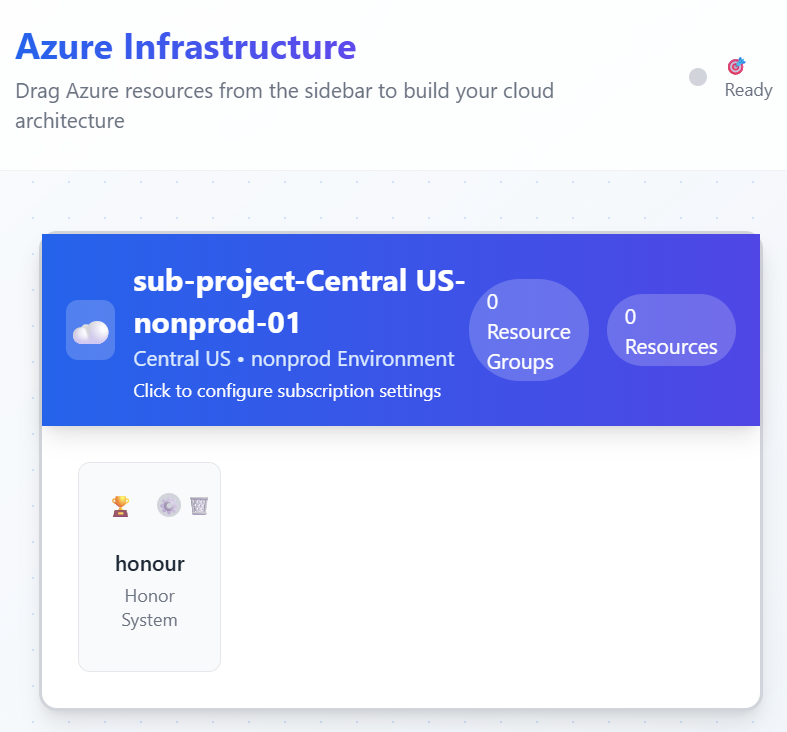 Azure Infrastructure
Drag Azure resources from the sidebar to build your cloud
architecture
Ready
sub-project-Central US-
nonprod-01
Central US • nonprod Environment
Click to configure subscription settings
0
Resource
Groups
0
Resources
honour
Honor
System